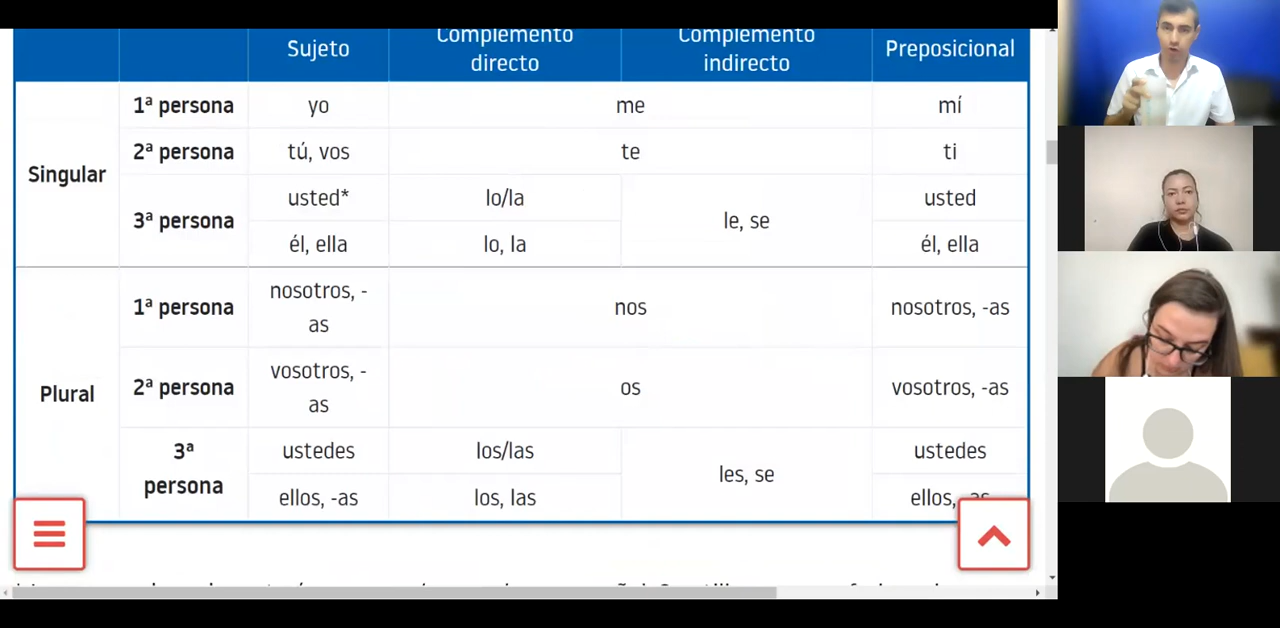 Sujeto Complemento directo Complemento indirecto Preposicional
Singular
1ª persona yo me mí
2ª persona tú, vos te ti
3ª persona usted* lo/la le, se usted
él, ella lo, la él, ella
Plural
1ª persona nosotros, -as nos nosotros, -as
2ª persona vosotros, -as os vosotros, -as
3ª persona ustedes los/las les, se ustedes
ellos, -as los, las ellos, -as